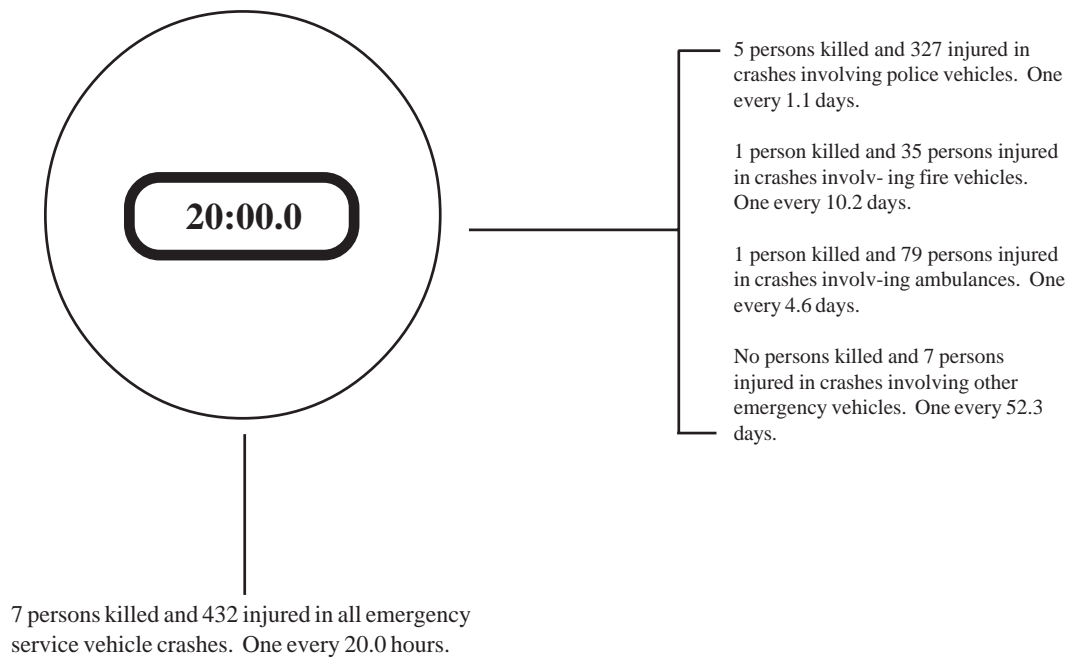 20:00.0
5 persons killed and 327 injured in
crashes involving police vehicles. One
every 1.1 days.
1 person killed and 35 persons injured
in crashes involv- ing fire vehicles.
One every 10.2 days.
1 person killed and 79 persons injured
in crashes involv-ing ambulances. One
every 4.6 days.
No persons killed and 7 persons
injured in crashes involving other
emergency vehicles. One every 52.3
days.
7 persons killed and 432 injured in all emergency
service vehicle crashes. One every 20.0 hours.